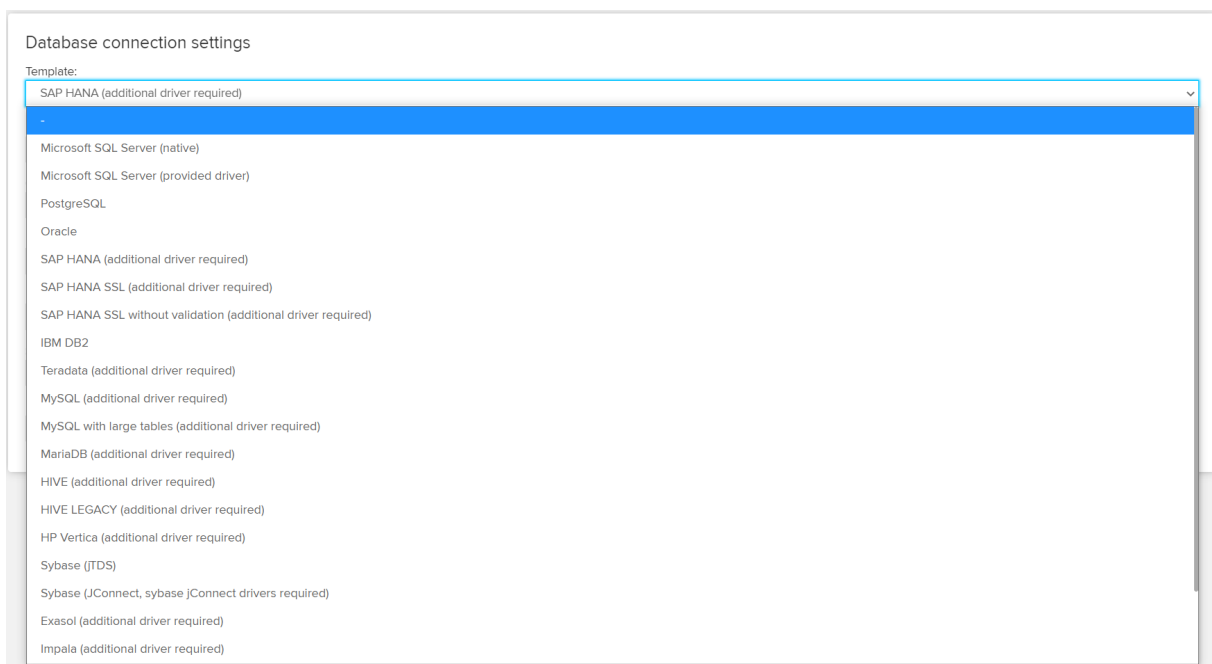 Database connection settings
Template:
SAP HANA (additional driver required)
-
Microsoft SQL Server (native)
Microsoft SQL Server (provided driver)
PostgreSQL
Oracle
SAP HANA (additional driver required)
SAP HANA SSL (additional driver required)
SAP HANA SSL without validation (additional driver required)
IBM DB2
Teradata (additional driver required)
MySQL (additional driver required)
MySQL with large tables (additional driver required)
MariaDB (additional driver required)
HIVE (additional driver required)
HIVE LEGACY (additional driver required)
HP Vertica (additional driver required)
Sybase (jTDS)
Sybase (JConnect, sybase jConnect drivers required)
Exasol (additional driver required)
Impala (additional driver required)